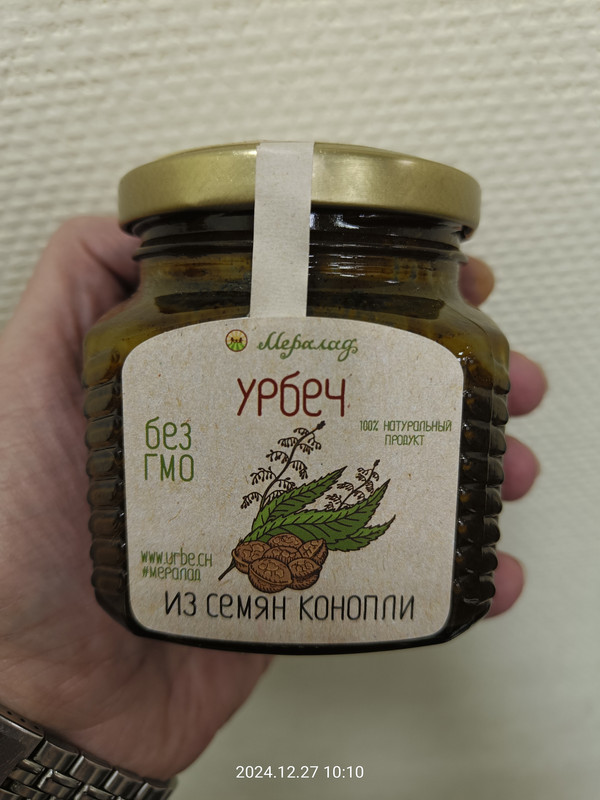 Мералад
урбеч
без
ГМО
100% натуральный
продукт
www.urbe.ch
#мералад
из семян конопли
2024.12.27 10:10